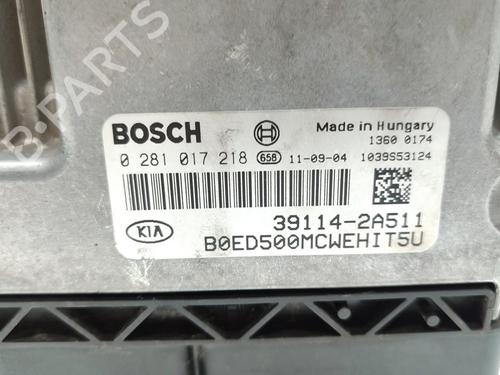 BOSCH
Made in Hungary
1360 0174
0 281 017 218 658 11-09-04 1039S53124
KIA
39114-2A511
B0ED500MCWEHIT5U
B-Parts